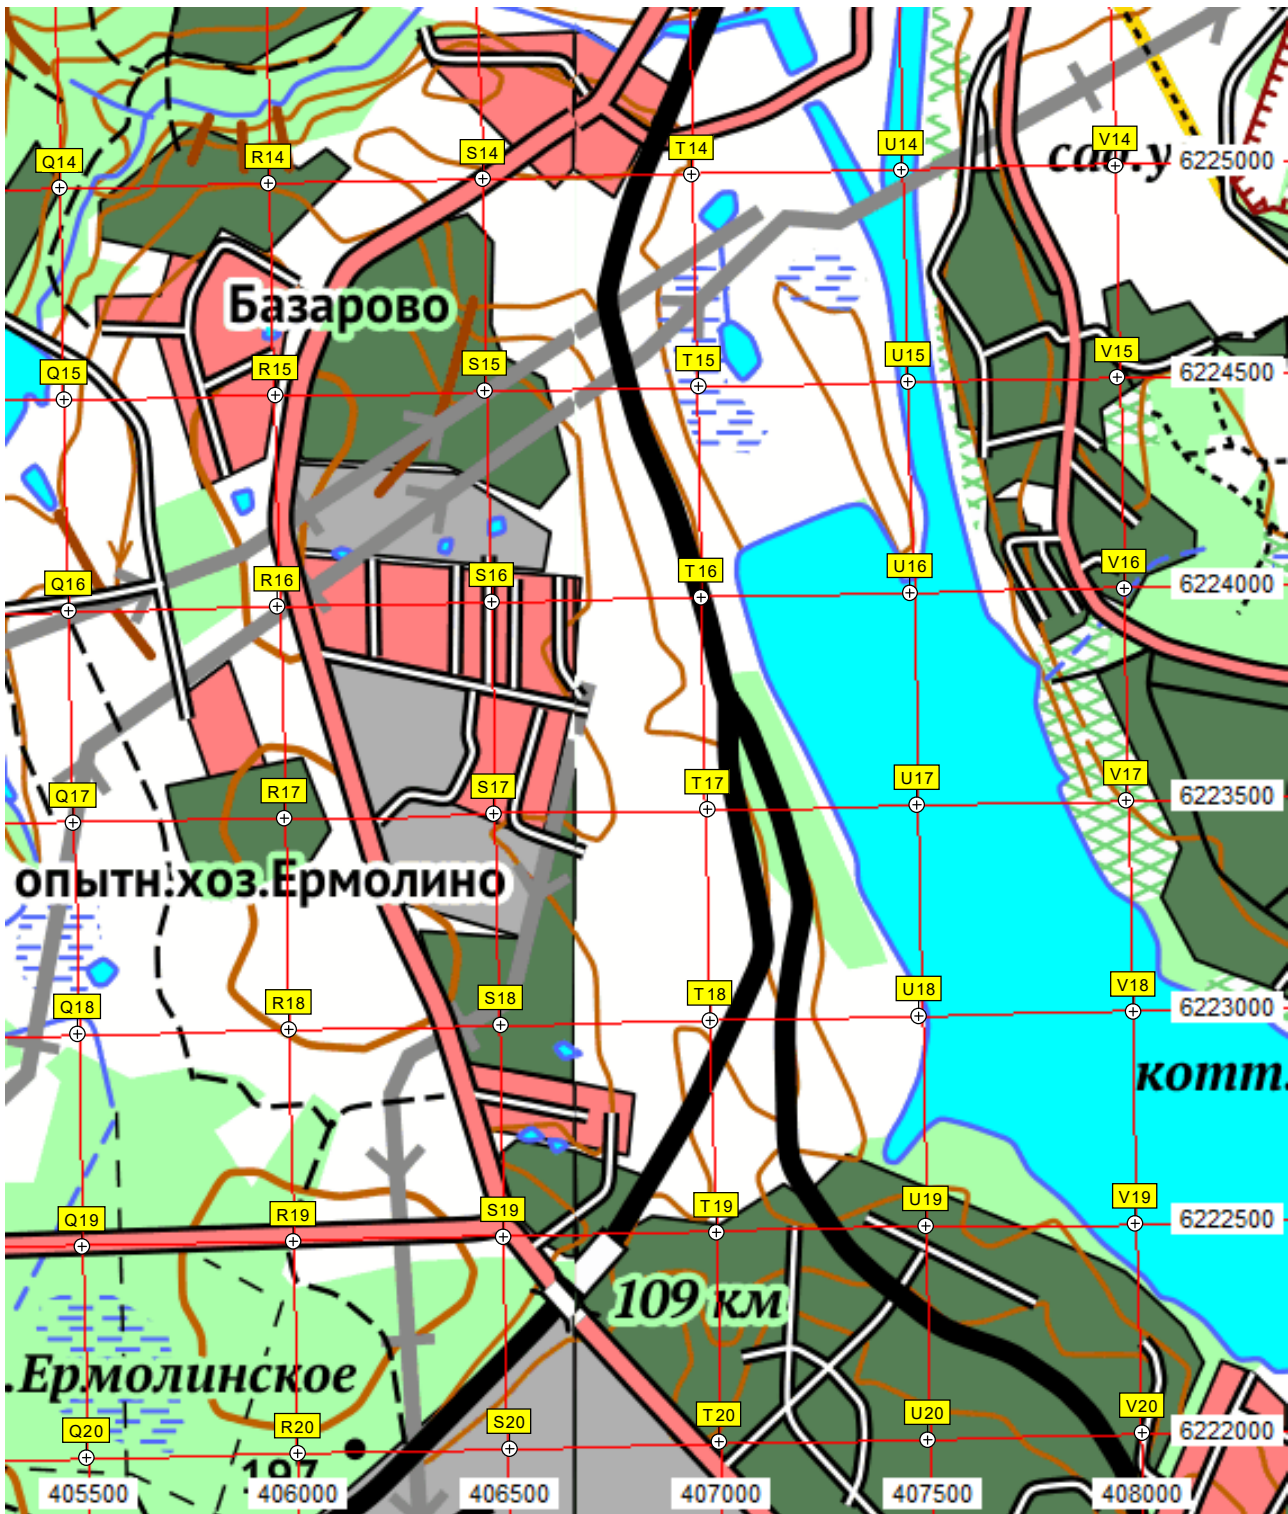 Q14 R14 S14 T14 U14 V14
сад.у
6225000
Базарово
Q15 R15 S15 T15 U15 V15
6224500
Q16 R16 S16 T16 U16 V16
6224000
Q17 R17 S17 T17 U17 V17
6223500
опытн.хоз.Ермолино
Q18 R18 S18 T18 U18 V18
6223000
котт.
Q19 R19 S19 T19 U19 V19
6222500
109 км
.Ермолинское
Q20 R20 S20 T20 U20 V20
6222000
197
405500 406000 406500 407000 407500 408000